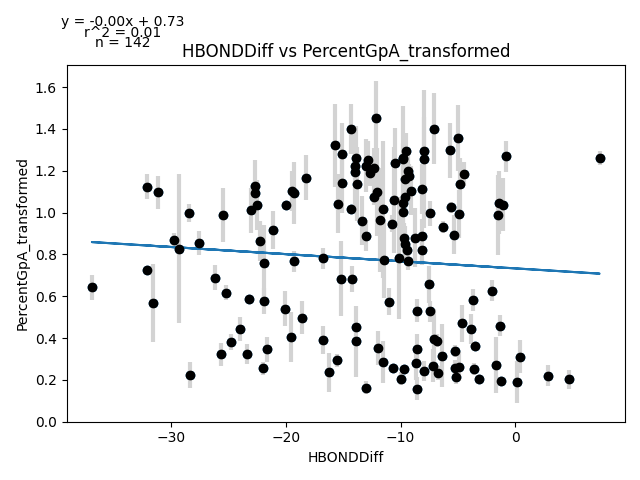 y = -0.00x + 0.73
r^2 = 0.01
n = 142
HBONDDiff vs PercentGpA_transformed
1.6
1.4
1.2
1.0
0.8
0.6
0.4
0.2
0.0
PercentGpA_transformed
−30
−20
−10
0
HBONDDiff